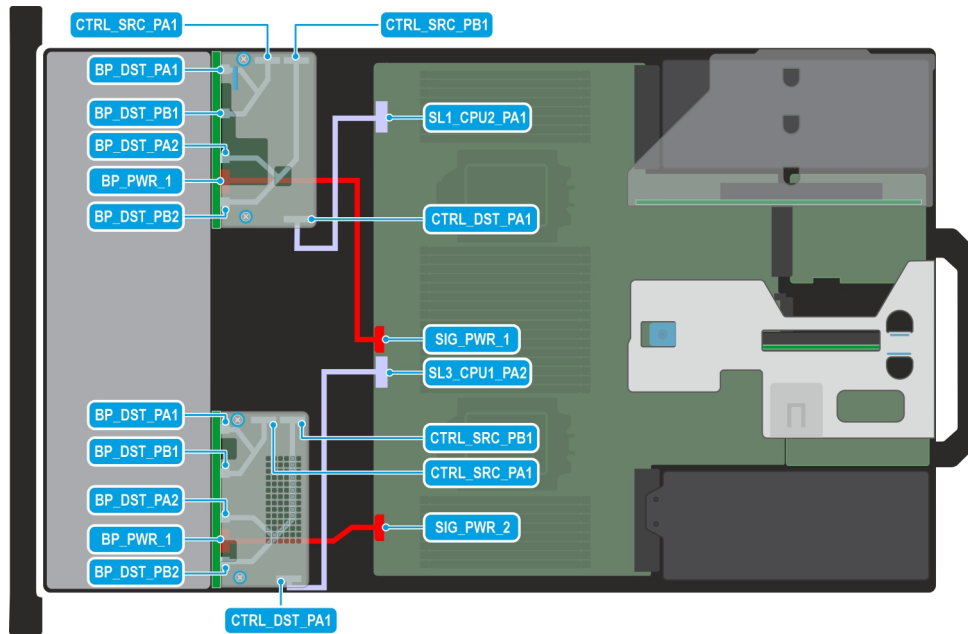 CTRL_SRC_PA1
CTRL_SRC_PB1
BP_DST_PA1
BP_DST_PB1
SL1_CPU2_PA1
BP_DST_PA2
BP_PWR_1
BP_DST_PB2
CTRL_DST_PA1
SIG_PWR_1
SL3_CPU1_PA2
BP_DST_PA1
CTRL_SRC_PB1
BP_DST_PB1
CTRL_SRC_PA1
BP_DST_PA2
SIG_PWR_2
BP_PWR_1
BP_DST_PB2
CTRL_DST_PA1